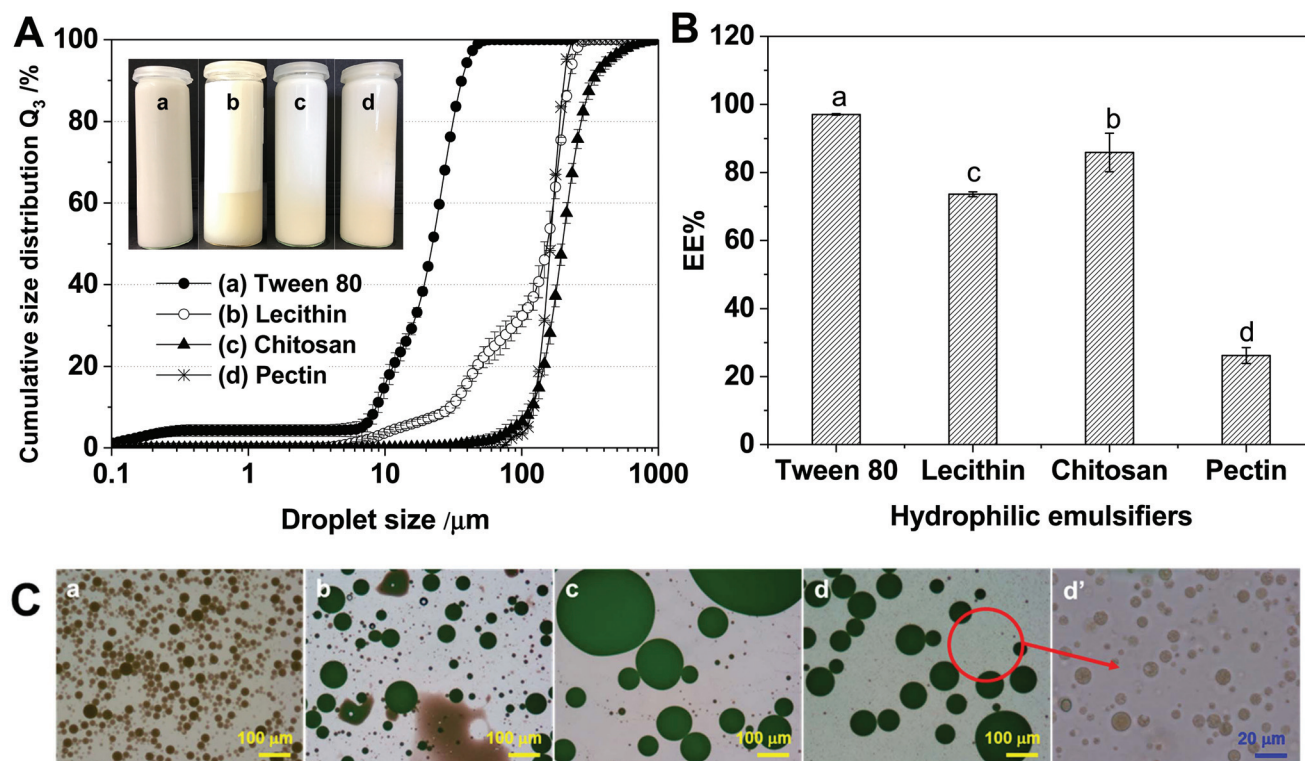 A
Cumulative size distribution Q3 /%
100
80
60
40
20
0
a
b
c
d
(a) Tween 80
(b) Lecithin
(c) Chitosan
(d) Pectin
0.1
1
10
100
1000
Droplet size /μm
B
EE%
120
100
80
60
40
20
0
a
c
b
d
Tween 80
Lecithin
Chitosan
Pectin
Hydrophilic emulsifiers
C
a
100 μm
b
100 μm
c
100 μm
d
100 μm
d'
20 μm